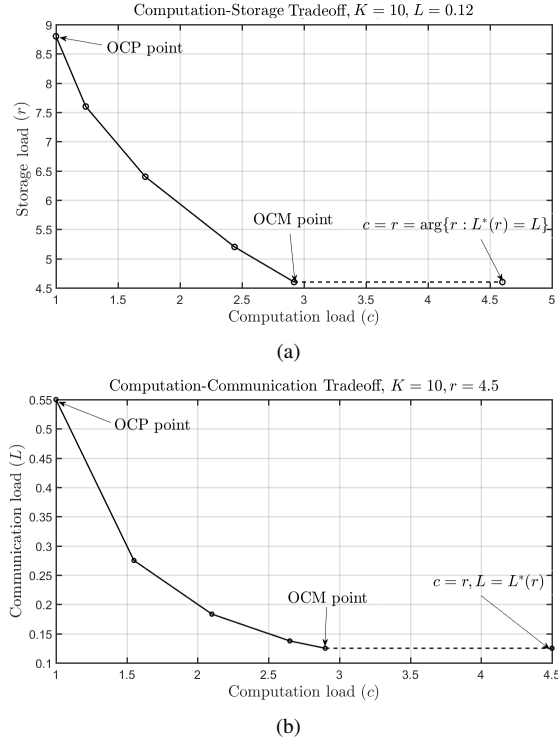 Computation-Storage Tradeoff, K = 10, L = 0.12
9
8.5
8
7.5
7
6.5
6
5.5
5
4.5
Storage load (r)
OCP point
OCM point
c = r = arg{r : L*(r) = L}
1
1.5
2
2.5
3
3.5
4
4.5
5
Computation load (c)
(a)
Computation-Communication Tradeoff, K = 10, r = 4.5
0.55
0.5
0.45
0.4
0.35
0.3
0.25
0.2
0.15
0.1
Communication load (L)
OCP point
OCM point
c = r, L = L*(r)
1
1.5
2
2.5
3
3.5
4
4.5
Computation load (c)
(b)